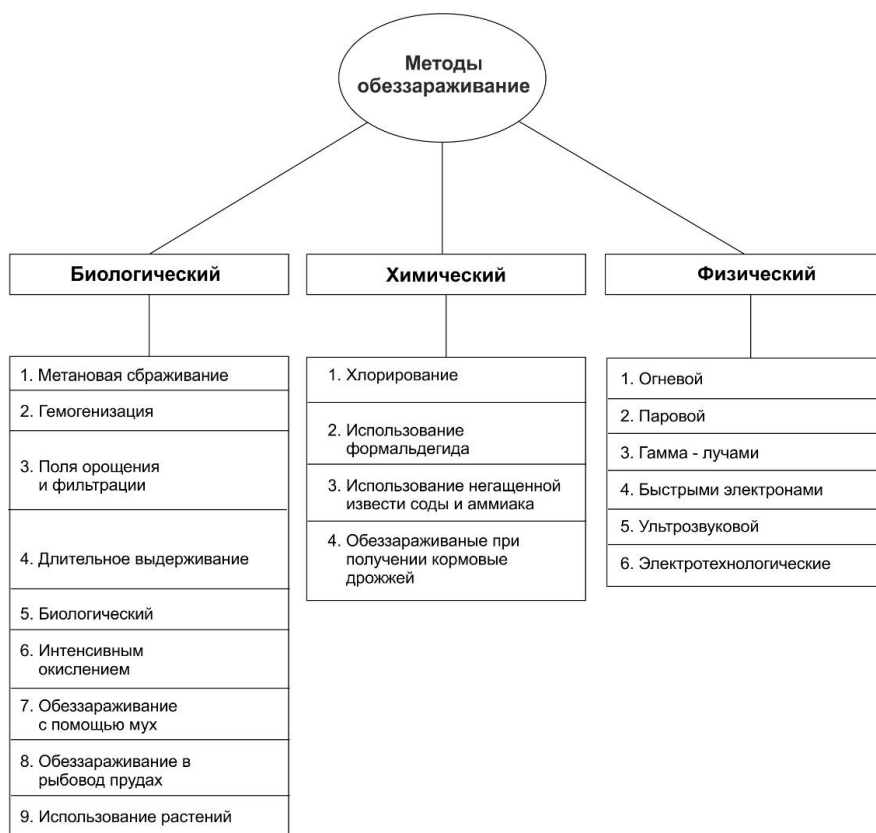 Методы
обеззараживание
Биологический
1. Метановая сбраживание
2. Гемогенизация
3. Поля орощения
и фильтрации
4. Длительное выдерживание
5. Биологический
6. Интенсивным
окислением
7. Обеззараживание
с помощью мух
8. Обеззараживание в
рыбовод прудах
9. Использование растений
Химический
1. Хлорирование
2. Использование
формальдегида
3. Использование негащенной
извести соды и аммиака
4. Обеззараживаные при
получении кормовые
дрожжей
Физический
1. Огневой
2. Паровой
3. Гамма - лучами
4. Быстрыми электронами
5. Ультрозвуковой
6. Электротехнологические